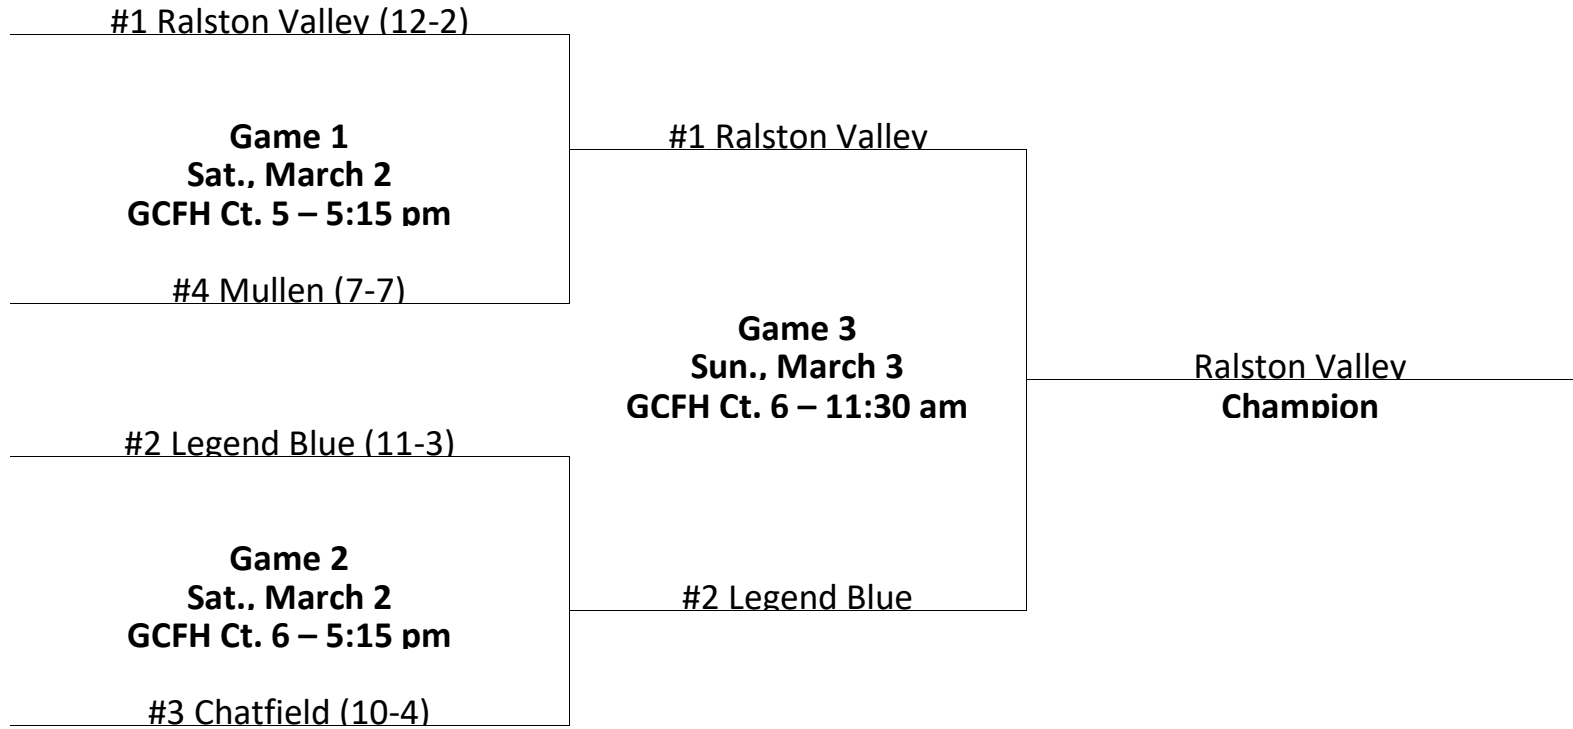 #1 Ralston Valley (12-2)
Game 1
Sat., March 2
GCFH Ct. 5 – 5:15 pm
#4 Mullen (7-7)
#2 Legend Blue (11-3)
Game 2
Sat., March 2
GCFH Ct. 6 – 5:15 pm
#3 Chatfield (10-4)
#1 Ralston Valley
Game 3
Sun., March 3
GCFH Ct. 6 – 11:30 am
#2 Legend Blue
Ralston Valley
Champion